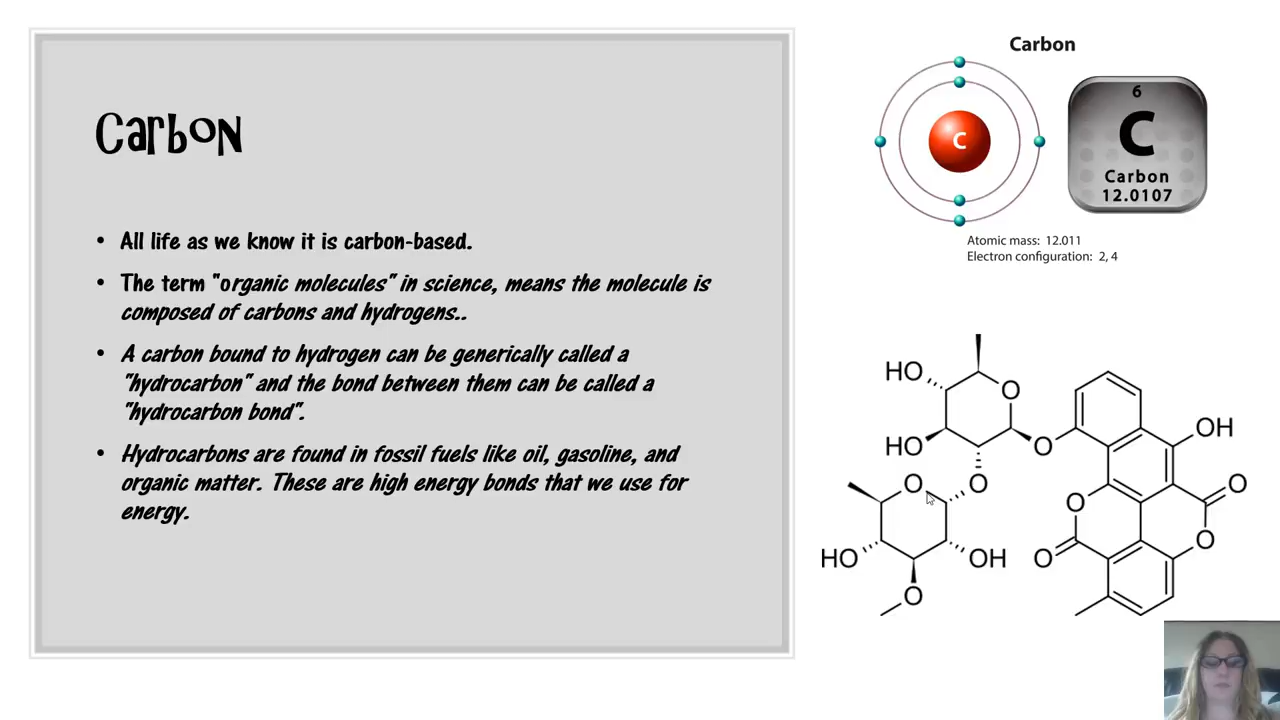 Carbon
All life as we know it is carbon-based.
The term "organic molecules" in science, means the molecule is
composed of carbons and hydrogens..
A carbon bound to hydrogen can be generically called a
"hydrocarbon" and the bond between them can be called a
"hydrocarbon bond".
Hydrocarbons are found in fossil fuels like oil, gasoline, and
organic matter. These are high energy bonds that we use for
energy.
Carbon
C
6
C
Carbon
12.0107
Atomic mass: 12.011
Electron configuration: 2, 4
HO
O
HO
O
OH
O
O
O
O
O
HO
OH
O
O
O